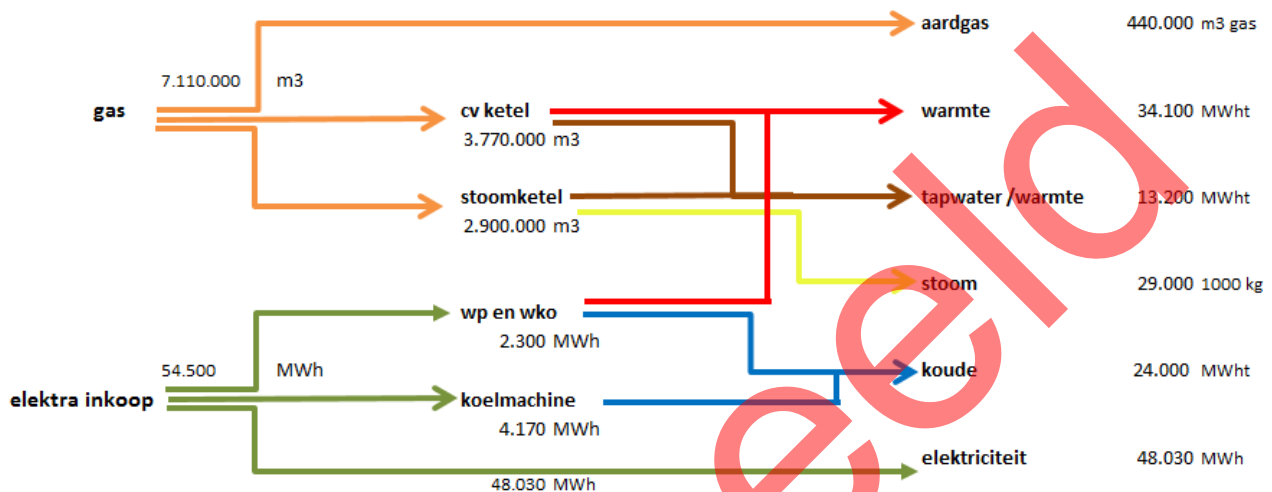 aardgas 440.000 m3 gas
7.110.000 m3
gas
cv ketel
3.770.000 m3
warmte 34.100 MWht
stoomketel
2.900.000 m3
tapwater /warmte 13.200 MWht
stoom 29.000 1000 kg
wp en wko
2.300 MWh
54.500 MWh
koude 24.000 MWht
elektra inkoop
koelmachine
4.170 MWh
elektriciteit 48.030 MWh
48.030 MWh
eeld